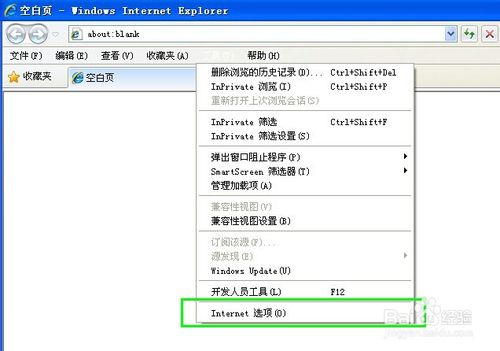 空白页 - Windows Internet Explorer
about:blank
文件(F) 编辑(E) 查看(V) 收藏夹(A) 工具(T) 帮助(H)
收藏夹 空白页
删除浏览的历史记录(D)... Ctrl+Shift+Del
InPrivate 浏览(I) Ctrl+Shift+P
重新打开上次浏览会话(S)
InPrivate 筛选 Ctrl+Shift+F
InPrivate 筛选设置(S)
弹出窗口阻止程序(P)
SmartScreen 筛选器(T)
管理加载项(A)
兼容性视图(V)
兼容性视图设置(B)
订阅该源(F)...
源发现(E)
Windows Update(U)
开发人员工具(L) F12
Internet 选项(O)
Baidu 经验